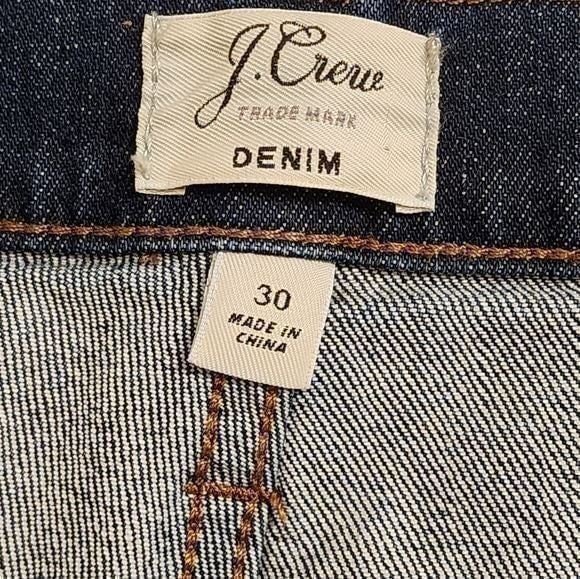 J.Crew
TRADE MARK
DENIM
30
MADE IN
CHINA